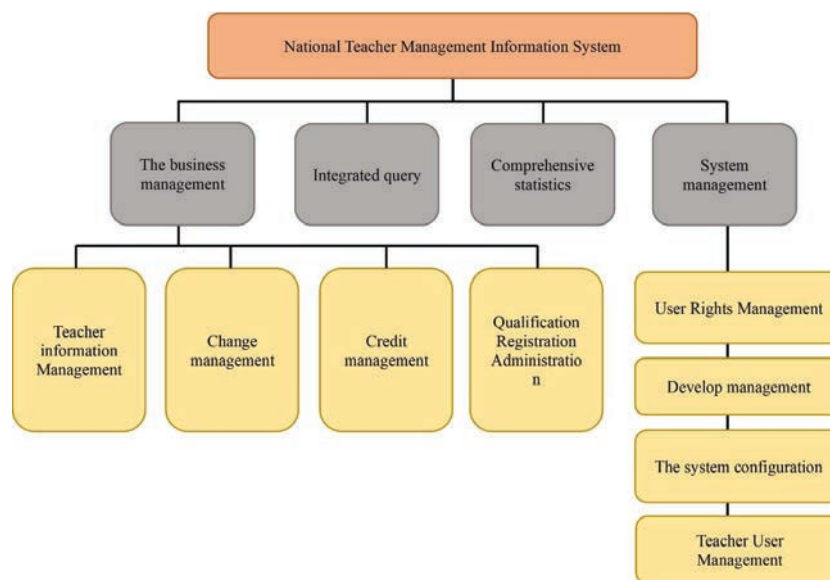 National Teacher Management Information System
The business
management
Integrated query
Comprehensive
statistics
System
management
Teacher
information
Management
Change
management
Credit
management
Qualification
Registration
Administratio
n
User Rights Management
Develop management
The system configuration
Teacher User
Management